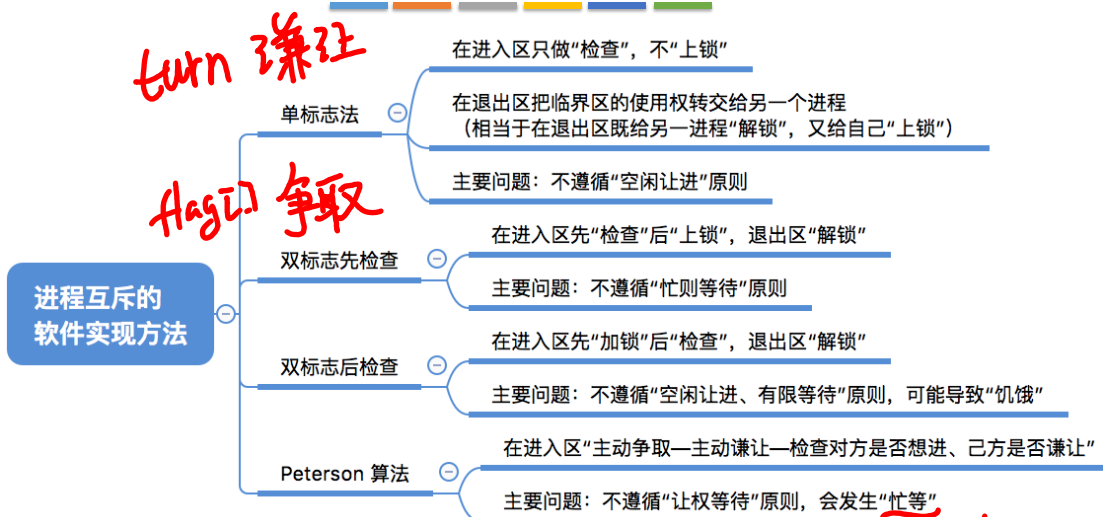 turn 谦让
在进入区只做“检查”，不“上锁”
单标志法
在退出区把临界区的使用权转交给另一个进程
（相当于在退出区既给另一进程“解锁”，又给自己“上锁”）
主要问题：不遵循“空闲让进”原则
flag[] 争取
双标志先检查
在进入区先“检查”后“上锁”，退出区“解锁”
主要问题：不遵循“忙则等待”原则
进程互斥的
软件实现方法
双标志后检查
在进入区先“加锁”后“检查”，退出区“解锁”
主要问题：不遵循“空闲让进、有限等待”原则，可能导致“饥饿”
Peterson 算法
在进入区“主动争取—主动谦让—检查对方是否想进、己方是否谦让”
主要问题：不遵循“让权等待”原则，会发生“忙等”